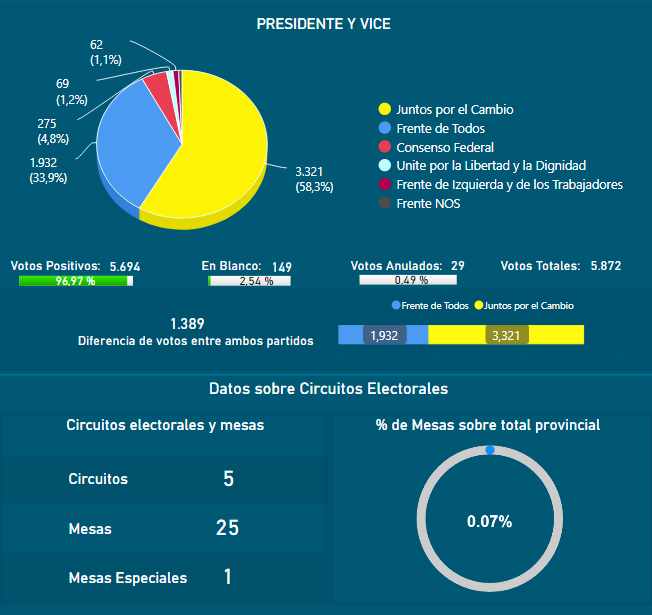 PRESIDENTE Y VICE
62
(1,1%)
69
(1,2%)
275
(4,8%)
1.932
(33,9%)
3.321
(58,3%)
Juntos por el Cambio
Frente de Todos
Consenso Federal
Unite por la Libertad y la Dignidad
Frente de Izquierda y de los Trabajadores
Frente NOS
Votos Positivos: 5.694
96,97 %
En Blanco: 149
2,54 %
Votos Anulados: 29
0,49 %
Votos Totales: 5.872
1.389
Diferencia de votos entre ambos partidos
Frente de Todos Juntos por el Cambio
1,932 3,321
Datos sobre Circuitos Electorales
Circuitos electorales y mesas
Circuitos 5
Mesas 25
Mesas Especiales 1
% de Mesas sobre total provincial
0.07%